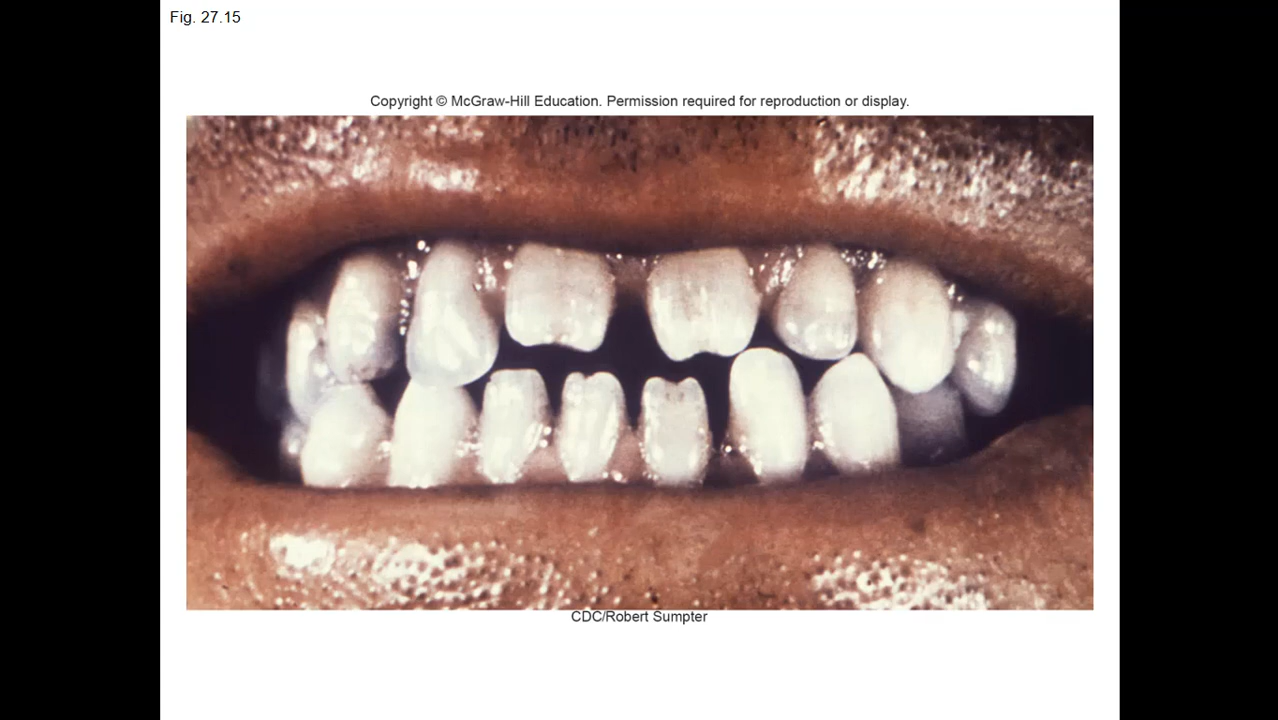 Fig. 27.15
Copyright © McGraw-Hill Education. Permission required for reproduction or display.
CDC/Robert Sumpter